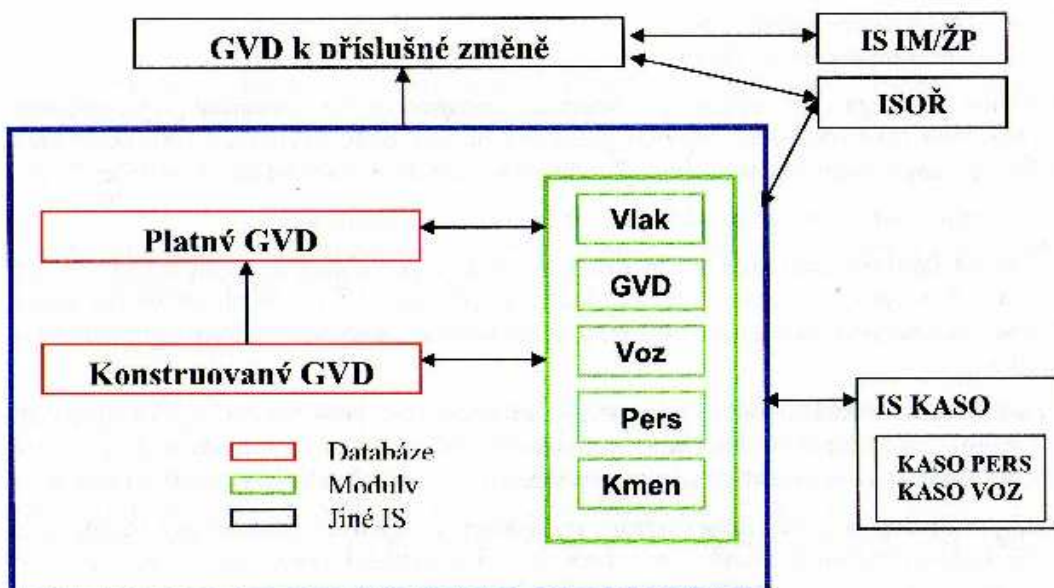 GVD k příslušné změně
IS IM/ŽP
ISOŘ
Platný GVD
Konstruovaný GVD
Vlak
GVD
Voz
Pers
Kmen
IS KASO
KASO PERS
KASO VOZ
Databáze
Moduly
Jiné IS